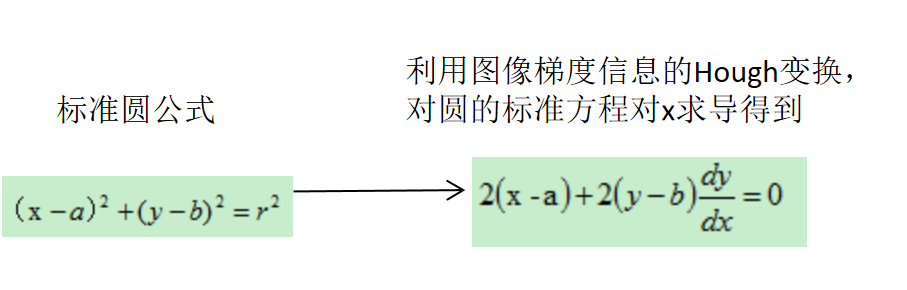 标准圆公式
利用图像梯度信息的Hough变换，
对圆的标准方程对x求导得到
(x-a)² +(y-b)² = r²
2(x-a)+2(y-b)dy/dx=0